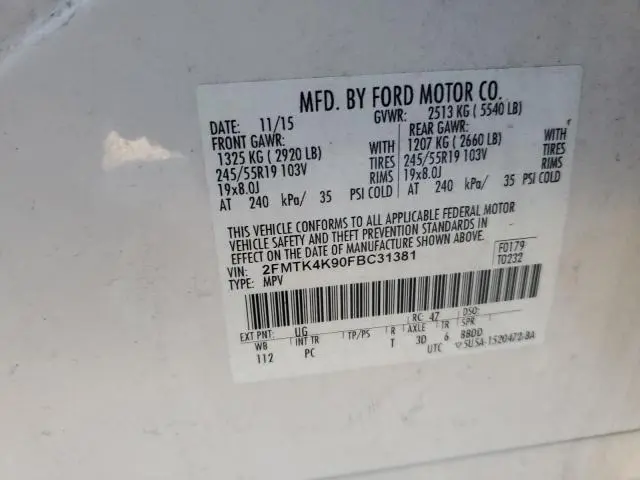 MFD. BY FORD MOTOR CO.
DATE: 11/15 GVWR: 2513 KG ( 5540 LB)
FRONT GAWR: REAR GAWR:
1325 KG ( 2920 LB) WITH 1207 KG ( 2660 LB) WITH
245/55R19 103V TIRES 245/55R19 103V TIRES
19x8.0J RIMS 19x8.0J RIMS
AT 240 kPa/ 35 PSI COLD AT 240 kPa/ 35 PSI COLD
THIS VEHICLE CONFORMS TO ALL APPLICABLE FEDERAL MOTOR
VEHICLE SAFETY AND THEFT PREVENTION STANDARDS IN
EFFECT ON THE DATE OF MANUFACTURE SHOWN ABOVE.
VIN: 2FMTK4K90FBC31381 F0179
TYPE: MPV T0232
EXT PNT: UG RC: 47 DSO:
WB INT TR TP/PS R AXLE TR SPR
112 PC T 3D 6 BBDD
UTC 5USA-1520472-BA